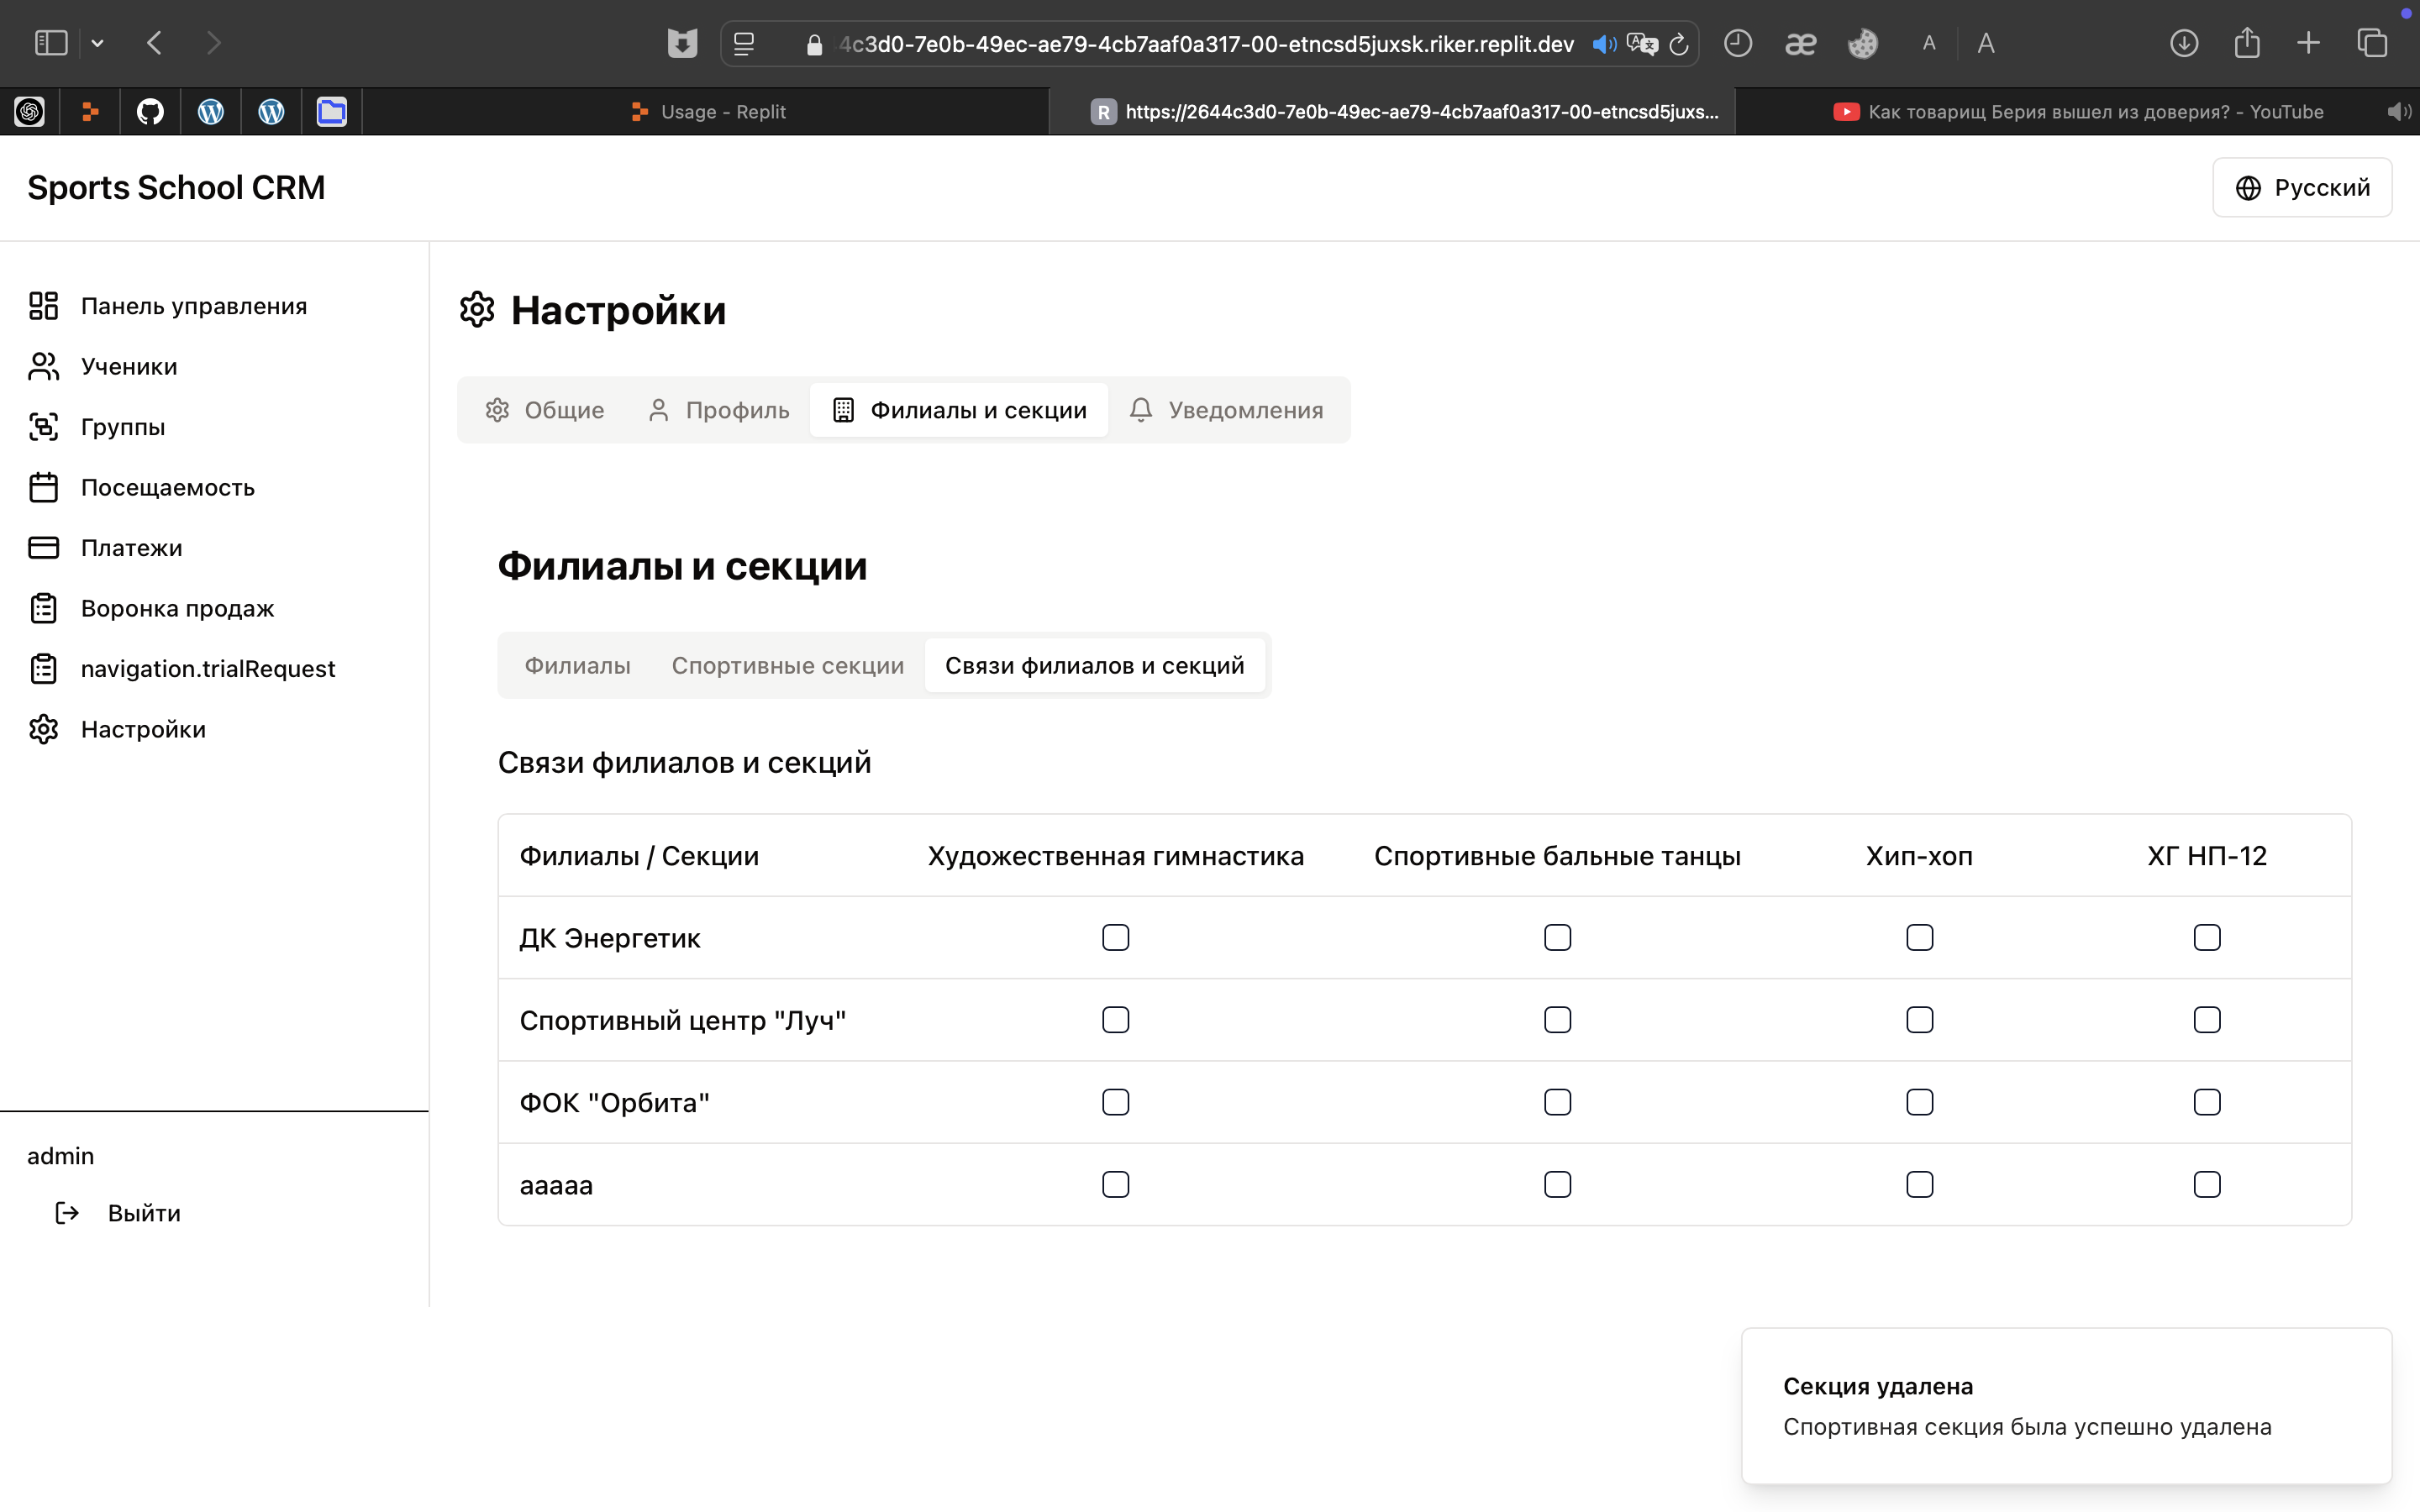 4c3d0-7e0b-49ec-ae79-4cb7aaf0a317-00-etncsd5juxsk.riker.replit.dev
Usage - Replit
R https://2644c3d0-7e0b-49ec-ae79-4cb7aaf0a317-00-etncsd5juxs...
Как товарищ Берия вышел из доверия? - YouTube
Sports School CRM
Русский
Панель управления
Ученики
Группы
Посещаемость
Платежи
Воронка продаж
navigation.trialRequest
Настройки
admin
Выйти
Настройки
Общие Профиль Филиалы и секции Уведомления
Филиалы и секции
Филиалы Спортивные секции Связи филиалов и секций
Связи филиалов и секций
Филиалы / Секции Художественная гимнастика Спортивные бальные танцы Хип-хоп ХГ НП-12
ДК Энергетик
Спортивный центр "Луч"
ФОК "Орбита"
ааааа
Секция удалена
Спортивная секция была успешно удалена